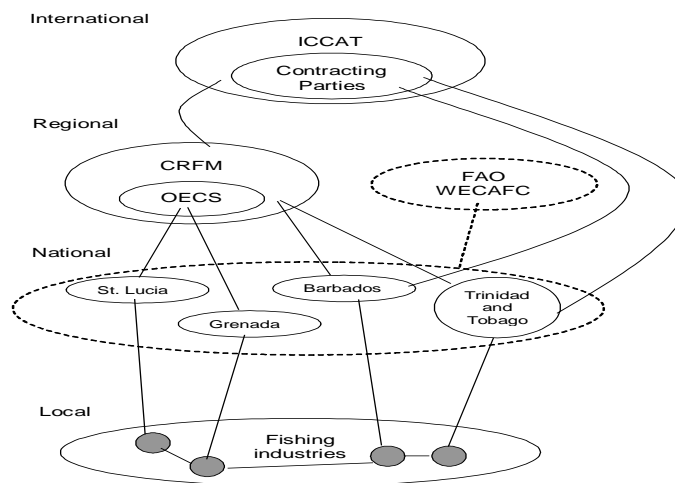 International
ICCAT
Contracting
Parties
Regional
CRFM
OECS
FAO
WECAFC
National
St. Lucia
Barbados
Trinidad
and
Tobago
Grenada
Local
Fishing
industries